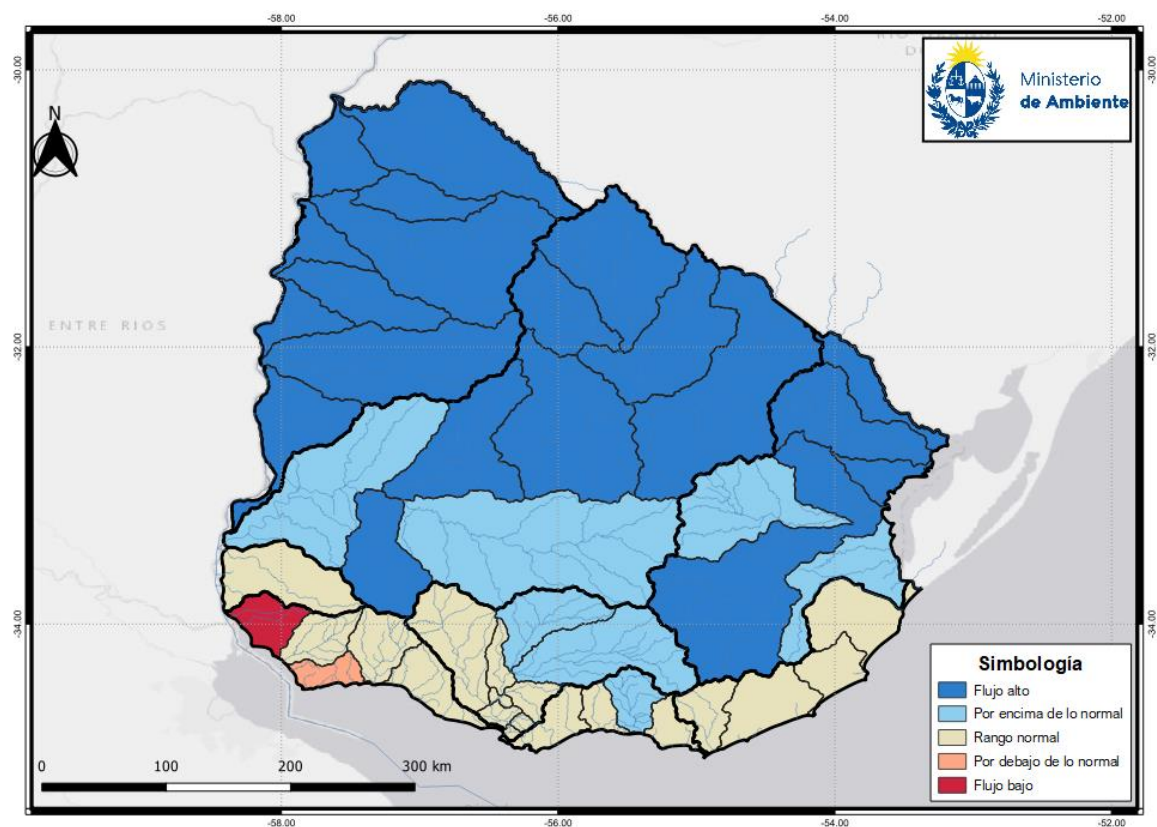 -58.00
-56.00
-54.00
-52.00
-30.00
-30.00
Ministerio
de Ambiente
N
ENTRE RIOS
-32.00
-32.00
-34.00
-34.00
Simbología
Flujo alto
Por encima de lo normal
Rango normal
Por debajo de lo normal
Flujo bajo
0
100
200
300 km
-58.00
-56.00
-54.00
-52.00